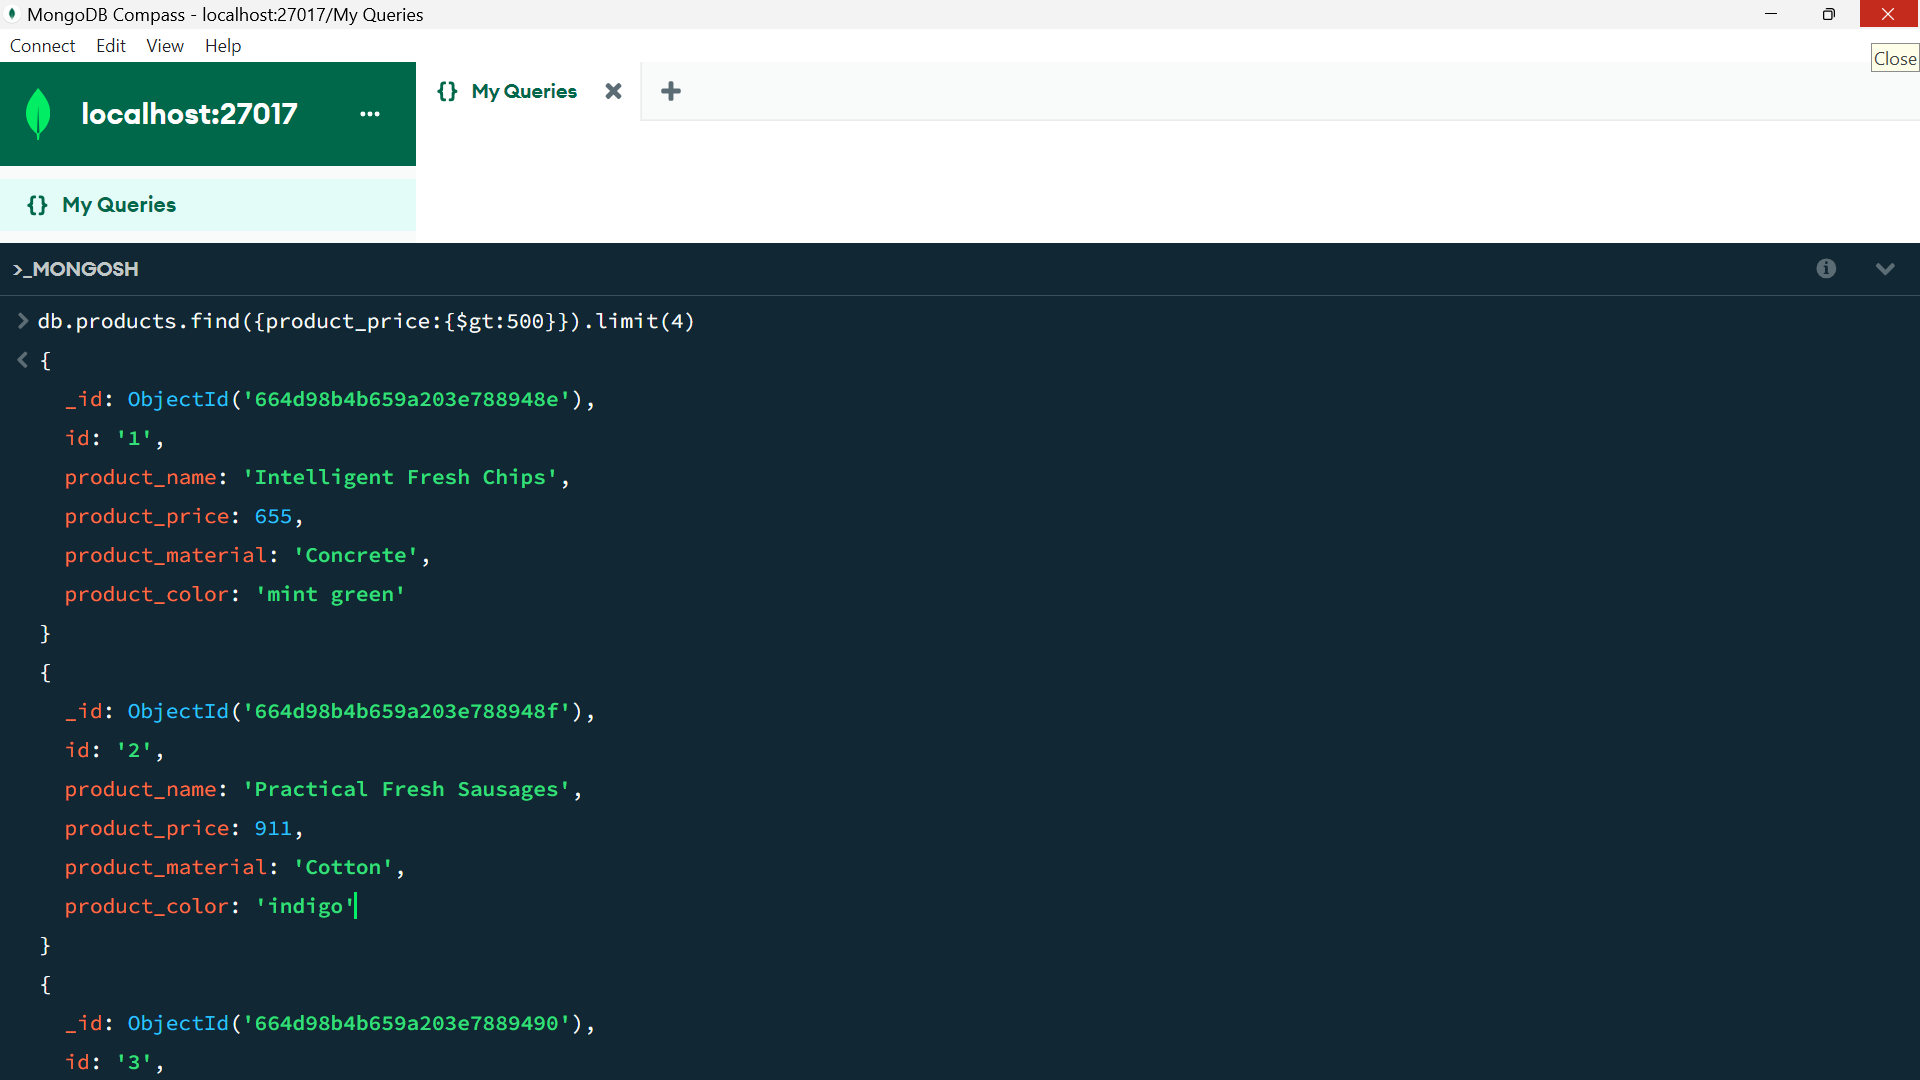 MongoDB Compass - localhost:27017/My Queries
Connect Edit View Help
Close
localhost:27017
{} My Queries
{} My Queries
>_MONGOSH
> db.products.find({product_price:{$gt:500}}).limit(4)
< {
_id: ObjectId('664d98b4b659a203e788948e'),
id: '1',
product_name: 'Intelligent Fresh Chips',
product_price: 655,
product_material: 'Concrete',
product_color: 'mint green'
}
{
_id: ObjectId('664d98b4b659a203e788948f'),
id: '2',
product_name: 'Practical Fresh Sausages',
product_price: 911,
product_material: 'Cotton',
product_color: 'indigo'
}
{
_id: ObjectId('664d98b4b659a203e7889490'),
id: '3',